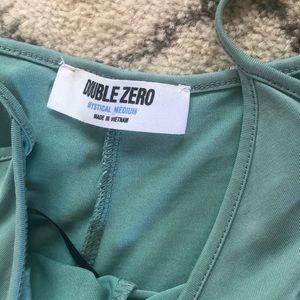 DOUBLE ZERO
MYSTICAL MEDIUM
MADE IN VIETNAM